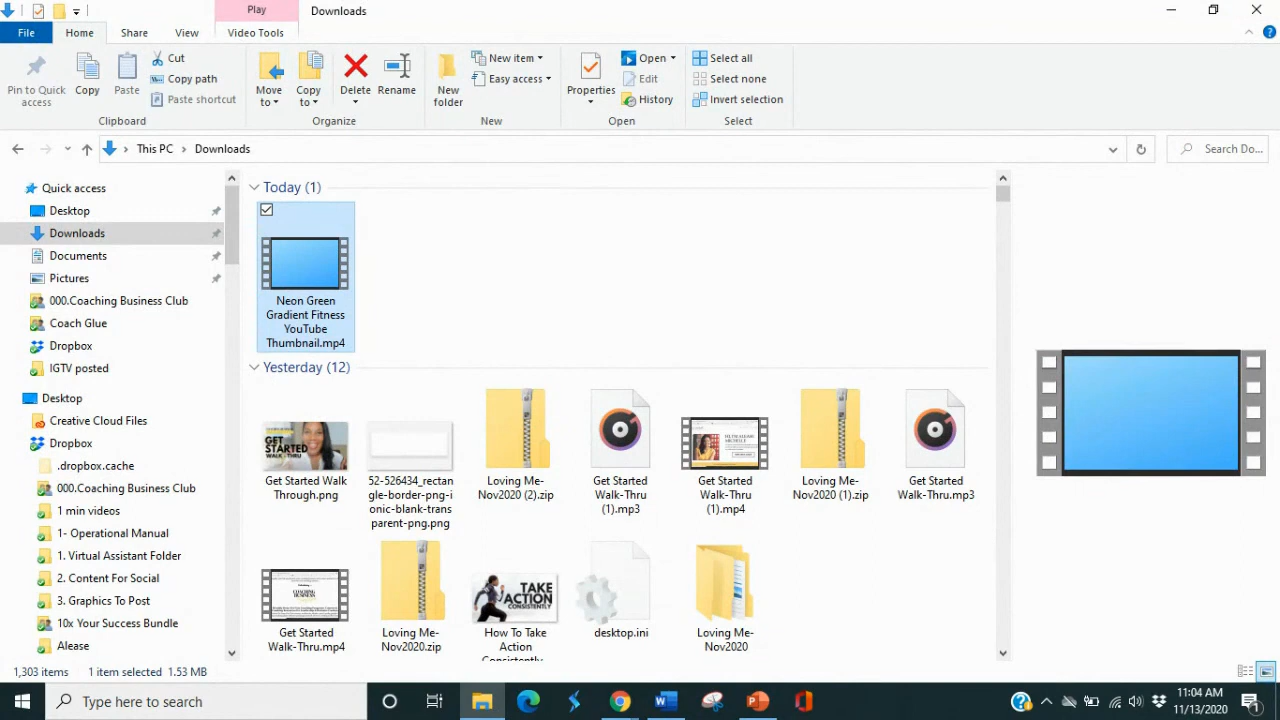 Play
Downloads
File
Home
Share
View
Video Tools
Pin to Quick
access
Copy
Paste
Cut
Copy path
Paste shortcut
Clipboard
Move
to
Copy
to
Delete
Rename
Organize
New
folder
New item
Easy access
New
Properties
Open
Edit
History
Open
Select all
Select none
Invert selection
Select
This PC
Downloads
Search Do...
Quick access
Desktop
Downloads
Documents
Pictures
000.Coaching Business Club
Coach Glue
Dropbox
IGTV posted
Desktop
Creative Cloud Files
Dropbox
.dropbox.cache
000.Coaching Business Club
1 min videos
1- Operational Manual
1. Virtual Assistant Folder
2. Content For Social
3. Graphics To Post
10x Your Success Bundle
Alease
Today (1)
Neon Green
Gradient Fitness
YouTube
Thumbnail.mp4
Yesterday (12)
GET
STARTED
Get Started Walk
Through.png
52-526434_rectan
gle-border-png-i
onic-blank-trans
parent-png.png
Loving Me-
Nov2020 (2).zip
Get Started
Walk-Thru
(1).mp3
Get Started
Walk-Thru
(1).mp4
Loving Me-
Nov2020 (1).zip
Get Started
Walk-Thru.mp3
COACHING
BUSINESS
Get Started
Walk-Thru.mp4
Loving Me-
Nov2020.zip
TAKE
ACTION
CONSISTENTLY
How To Take
Action
Consistently
desktop.ini
Loving Me-
Nov2020
1,303 items
1 item selected 1.53 MB
Type here to search
11:04 AM
11/13/2020
1